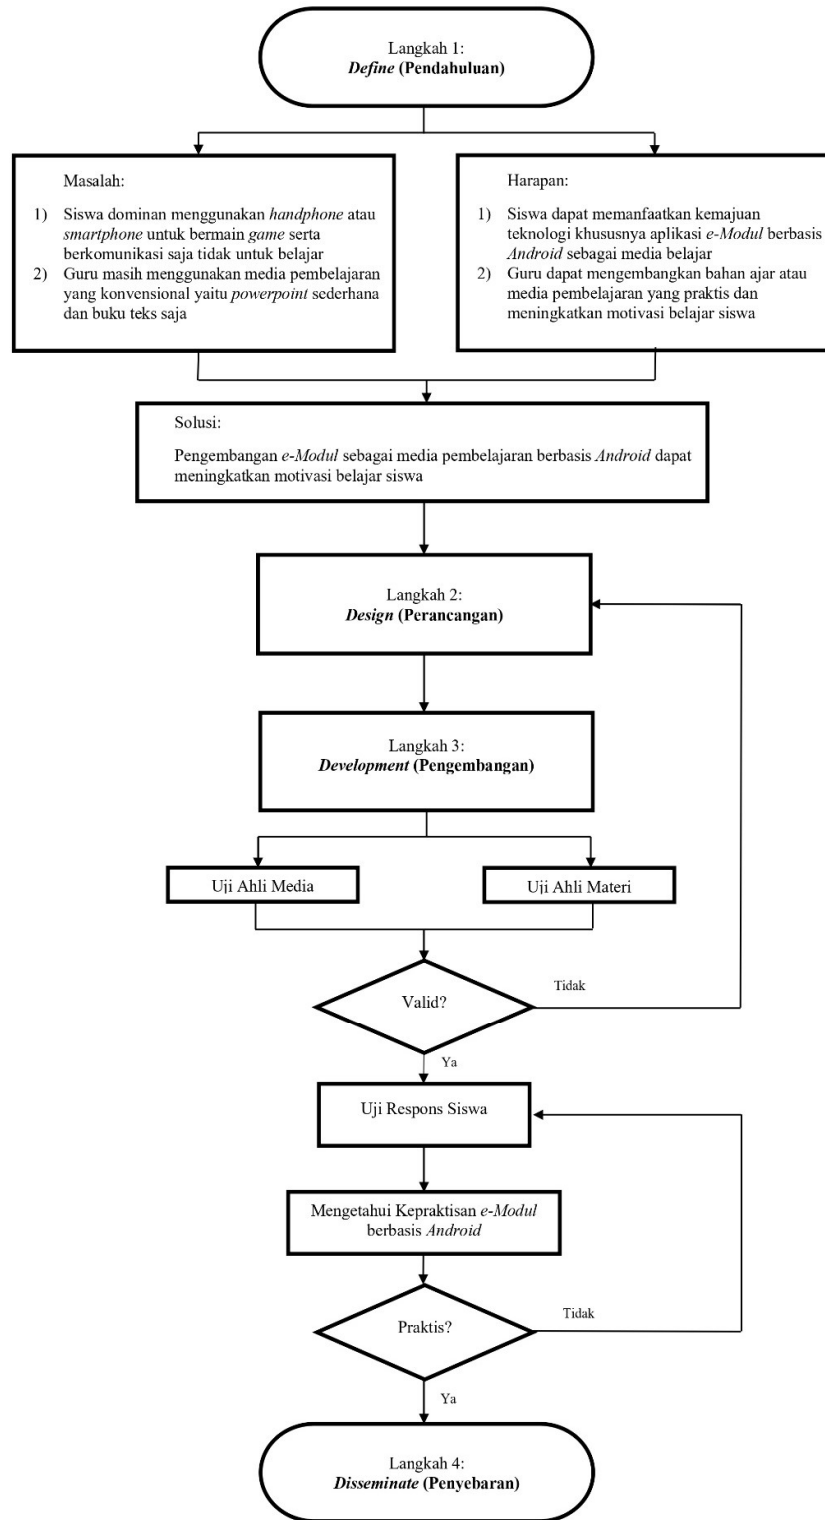 Langkah 1:
Define (Pendahuluan)
Masalah:
1) Siswa dominan menggunakan handphone atau
smartphone untuk bermain game serta
berkomunikasi saja tidak untuk belajar
2) Guru masih menggunakan media pembelajaran
yang konvensional yaitu powerpoint sederhana
dan buku teks saja
Harapan:
1) Siswa dapat memanfaatkan kemajuan
teknologi khususnya aplikasi e-Modul berbasis
Android sebagai media belajar
2) Guru dapat mengembangkan bahan ajar atau
media pembelajaran yang praktis dan
meningkatkan motivasi belajar siswa
Solusi:
Pengembangan e-Modul sebagai media pembelajaran berbasis Android dapat
meningkatkan motivasi belajar siswa
Langkah 2:
Design (Perancangan)
Langkah 3:
Development (Pengembangan)
Uji Ahli Media
Uji Ahli Materi
Valid?
Tidak
Ya
Uji Respons Siswa
Mengetahui Kepraktisan e-Modul
berbasis Android
Praktis?
Tidak
Ya
Langkah 4:
Disseminate (Penyebaran)